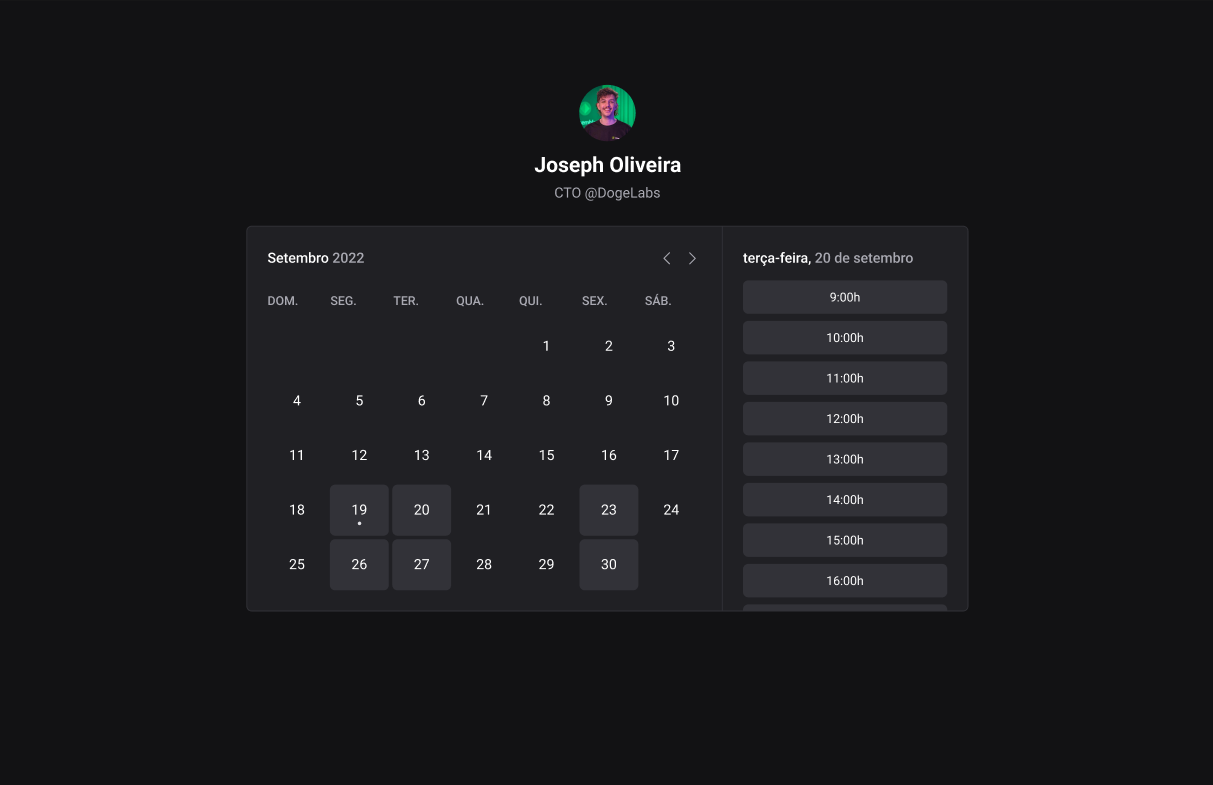 Joseph Oliveira
CTO @DogeLabs
Setembro 2022
DOM. SEG. TER. QUA. QUI. SEX. SÁB.
1 2 3
4 5 6 7 8 9 10
11 12 13 14 15 16 17
18 19 20 21 22 23 24
25 26 27 28 29 30
terça-feira, 20 de setembro
9:00h
10:00h
11:00h
12:00h
13:00h
14:00h
15:00h
16:00h